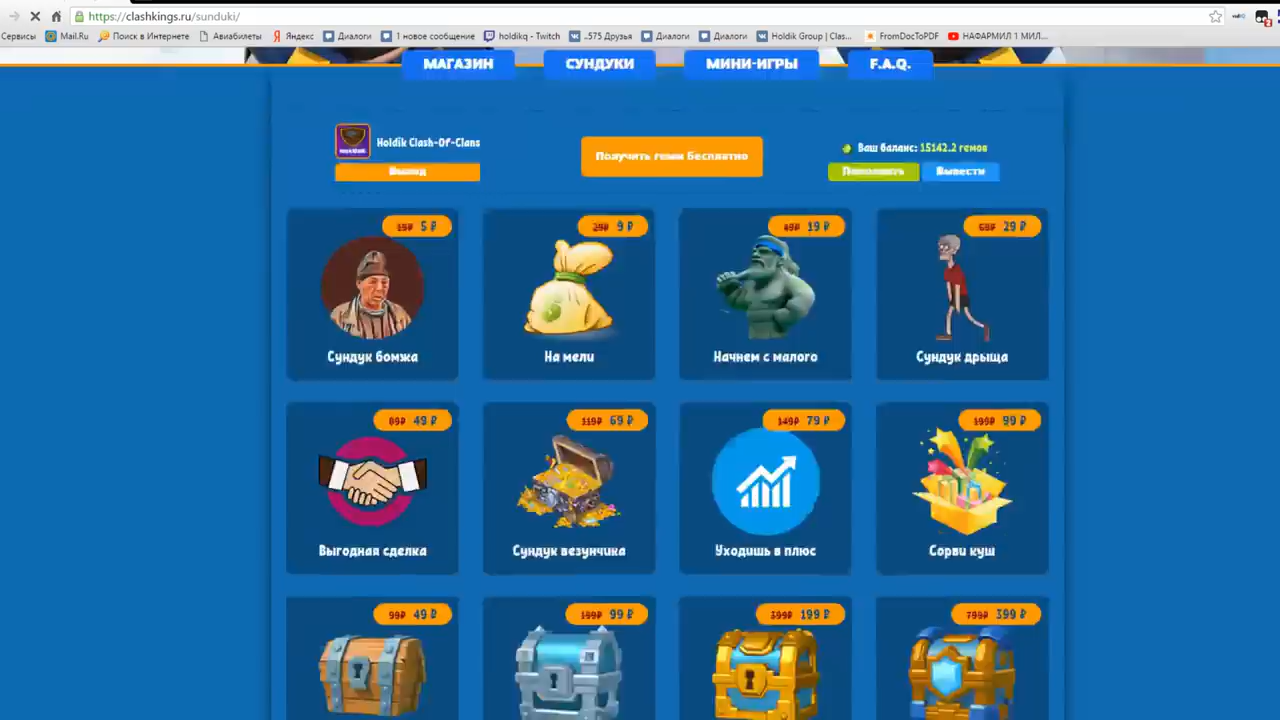 https://clashkings.ru/sunduki/
Сервисы Mail.Ru Поиск в Интернете Авиабилеты Яндекс Диалоги 1 новое сообщение holdikq - Twitch ..575 Друзья Диалоги Диалоги Holdik Group | Clas... FromDocToPDF НАФАРМИЛ 1 МИЛ...
МАГАЗИН СУНДУКИ МИНИ-ИГРЫ F.A.Q.
Holdik Clash-Of-Clans
Выход
Получить гемы бесплатно
Ваш баланс: 15142.2 гемов
Пополнить Вывести
19₽ 5 ₽ 29₽ 9 ₽ 49₽ 19 ₽ 69₽ 29 ₽
Сундук бомжа На мели Начнем с малого Сундук дрыща
89₽ 49 ₽ 119₽ 69 ₽ 149₽ 79 ₽ 199₽ 99 ₽
Выгодная сделка Сундук везунчика Уходишь в плюс Сорви куш
99₽ 49 ₽ 199₽ 99 ₽ 399₽ 199 ₽ 799₽ 399 ₽